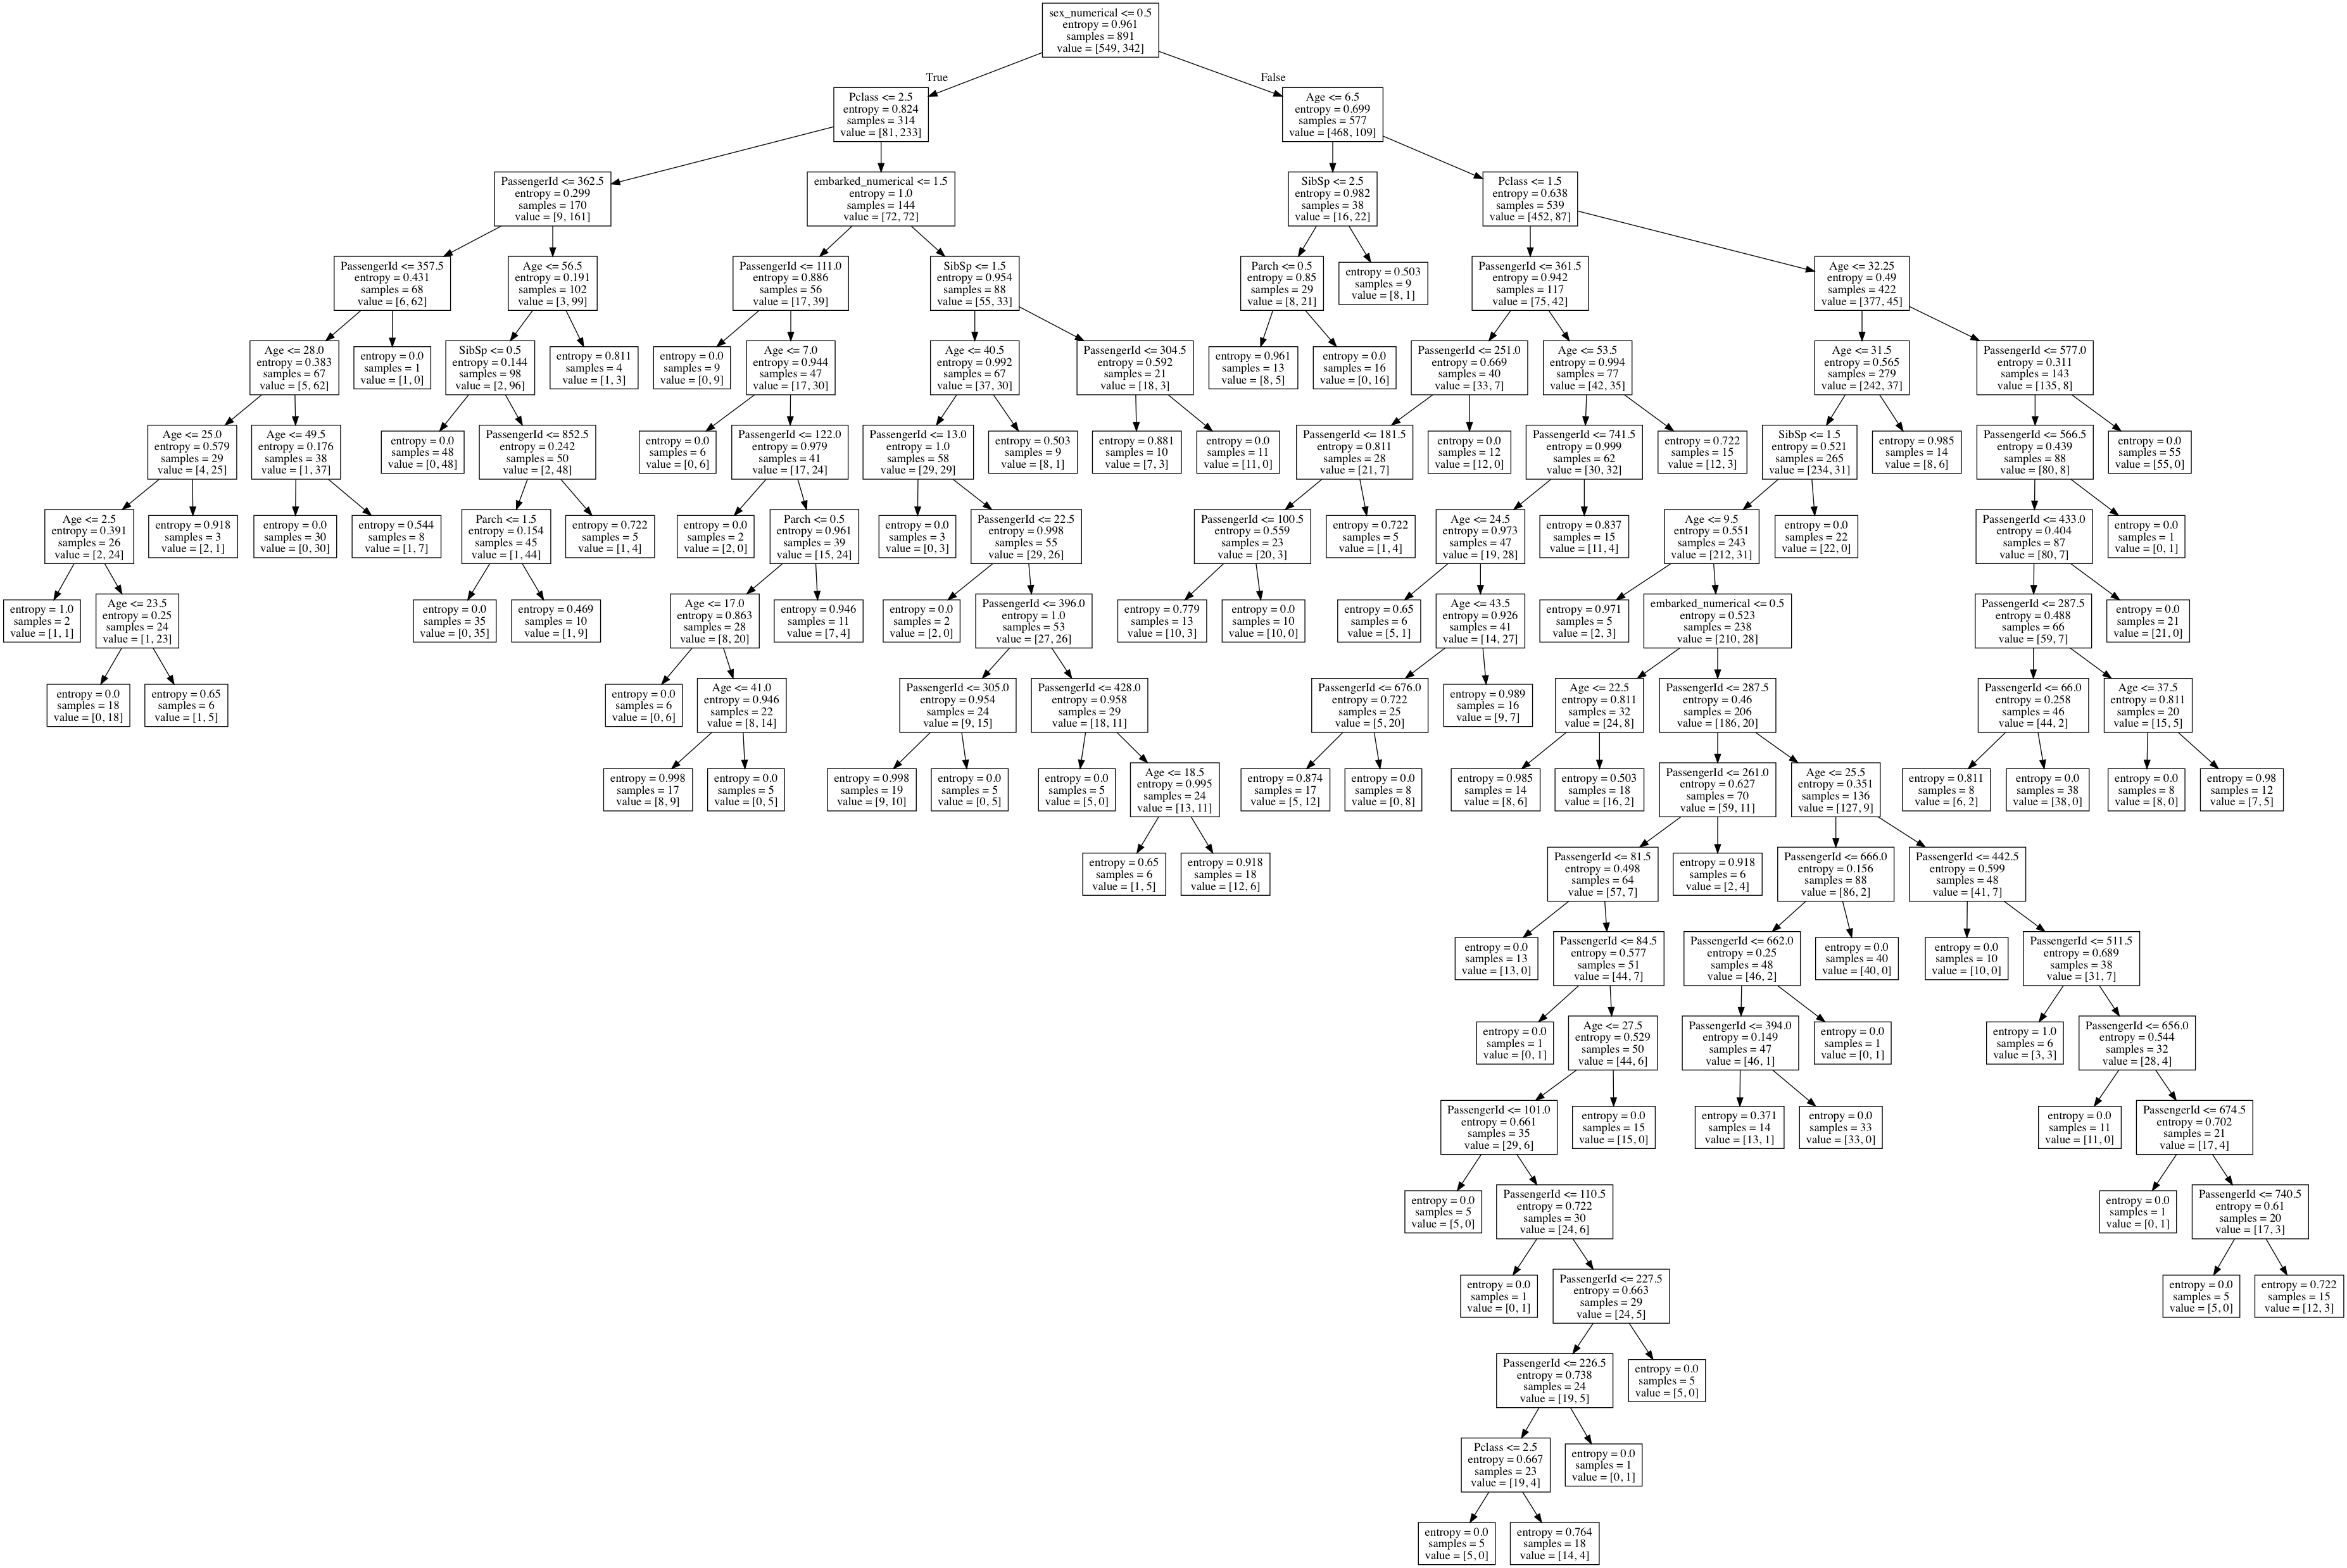 sex_numerical <= 0.5
entropy = 0.961
samples = 891
value = [549, 342]
True
False
Pclass <= 2.5
entropy = 0.824
samples = 314
value = [81, 233]
Age <= 6.5
entropy = 0.699
samples = 577
value = [468, 109]
PassengerId <= 362.5
entropy = 0.299
samples = 170
value = [9, 161]
embarked_numerical <= 1.5
entropy = 1.0
samples = 144
value = [72, 72]
SibSp <= 2.5
entropy = 0.982
samples = 38
value = [16, 22]
Pclass <= 1.5
entropy = 0.638
samples = 539
value = [452, 87]
PassengerId <= 357.5
entropy = 0.431
samples = 68
value = [6, 62]
Age <= 56.5
entropy = 0.191
samples = 102
value = [3, 99]
PassengerId <= 111.0
entropy = 0.886
samples = 56
value = [17, 39]
SibSp <= 1.5
entropy = 0.954
samples = 88
value = [55, 33]
Parch <= 0.5
entropy = 0.85
samples = 29
value = [8, 21]
entropy = 0.503
samples = 9
value = [8, 1]
PassengerId <= 361.5
entropy = 0.942
samples = 117
value = [75, 42]
Age <= 32.25
entropy = 0.49
samples = 422
value = [377, 45]
Age <= 28.0
entropy = 0.383
samples = 67
value = [5, 62]
entropy = 0.0
samples = 1
value = [1, 0]
SibSp <= 0.5
entropy = 0.144
samples = 98
value = [2, 96]
entropy = 0.811
samples = 4
value = [1, 3]
entropy = 0.0
samples = 9
value = [0, 9]
Age <= 7.0
entropy = 0.944
samples = 47
value = [17, 30]
Age <= 40.5
entropy = 0.992
samples = 67
value = [37, 30]
PassengerId <= 304.5
entropy = 0.592
samples = 21
value = [18, 3]
entropy = 0.961
samples = 13
value = [8, 5]
entropy = 0.0
samples = 16
value = [0, 16]
PassengerId <= 251.0
entropy = 0.669
samples = 40
value = [33, 7]
Age <= 53.5
entropy = 0.994
samples = 77
value = [42, 35]
Age <= 31.5
entropy = 0.565
samples = 279
value = [242, 37]
PassengerId <= 577.0
entropy = 0.311
samples = 143
value = [135, 8]
Age <= 25.0
entropy = 0.579
samples = 29
value = [4, 25]
Age <= 49.5
entropy = 0.176
samples = 38
value = [1, 37]
entropy = 0.0
samples = 48
value = [0, 48]
PassengerId <= 852.5
entropy = 0.242
samples = 50
value = [2, 48]
entropy = 0.0
samples = 6
value = [0, 6]
PassengerId <= 122.0
entropy = 0.979
samples = 41
value = [17, 24]
PassengerId <= 13.0
entropy = 1.0
samples = 58
value = [29, 29]
entropy = 0.503
samples = 9
value = [8, 1]
entropy = 0.881
samples = 10
value = [7, 3]
entropy = 0.0
samples = 11
value = [11, 0]
PassengerId <= 181.5
entropy = 0.811
samples = 28
value = [21, 7]
entropy = 0.0
samples = 12
value = [12, 0]
PassengerId <= 741.5
entropy = 0.999
samples = 62
value = [30, 32]
entropy = 0.722
samples = 15
value = [12, 3]
SibSp <= 1.5
entropy = 0.521
samples = 265
value = [234, 31]
entropy = 0.985
samples = 14
value = [8, 6]
PassengerId <= 566.5
entropy = 0.439
samples = 88
value = [80, 8]
entropy = 0.0
samples = 55
value = [55, 0]
Age <= 2.5
entropy = 0.391
samples = 26
value = [2, 24]
entropy = 0.918
samples = 3
value = [2, 1]
entropy = 0.0
samples = 30
value = [0, 30]
entropy = 0.544
samples = 8
value = [1, 7]
Parch <= 1.5
entropy = 0.154
samples = 45
value = [1, 44]
entropy = 0.722
samples = 5
value = [1, 4]
entropy = 0.0
samples = 2
value = [2, 0]
Parch <= 0.5
entropy = 0.961
samples = 39
value = [15, 24]
entropy = 0.0
samples = 3
value = [0, 3]
PassengerId <= 22.5
entropy = 0.998
samples = 55
value = [29, 26]
PassengerId <= 100.5
entropy = 0.559
samples = 23
value = [20, 3]
entropy = 0.722
samples = 5
value = [1, 4]
Age <= 24.5
entropy = 0.973
samples = 47
value = [19, 28]
entropy = 0.837
samples = 15
value = [11, 4]
Age <= 9.5
entropy = 0.551
samples = 243
value = [212, 31]
entropy = 0.0
samples = 22
value = [22, 0]
PassengerId <= 433.0
entropy = 0.404
samples = 87
value = [80, 7]
entropy = 0.0
samples = 1
value = [0, 1]
entropy = 1.0
samples = 2
value = [1, 1]
Age <= 23.5
entropy = 0.25
samples = 24
value = [1, 23]
entropy = 0.0
samples = 35
value = [0, 35]
entropy = 0.469
samples = 10
value = [1, 9]
Age <= 17.0
entropy = 0.863
samples = 28
value = [8, 20]
entropy = 0.946
samples = 11
value = [7, 4]
entropy = 0.0
samples = 2
value = [2, 0]
PassengerId <= 396.0
entropy = 1.0
samples = 53
value = [27, 26]
entropy = 0.779
samples = 13
value = [10, 3]
entropy = 0.0
samples = 10
value = [10, 0]
entropy = 0.65
samples = 6
value = [5, 1]
Age <= 43.5
entropy = 0.926
samples = 41
value = [14, 27]
entropy = 0.971
samples = 5
value = [2, 3]
embarked_numerical <= 0.5
entropy = 0.523
samples = 238
value = [210, 28]
PassengerId <= 287.5
entropy = 0.488
samples = 66
value = [59, 7]
entropy = 0.0
samples = 21
value = [21, 0]
entropy = 0.0
samples = 18
value = [0, 18]
entropy = 0.65
samples = 6
value = [1, 5]
entropy = 0.0
samples = 6
value = [0, 6]
Age <= 41.0
entropy = 0.946
samples = 22
value = [8, 14]
PassengerId <= 305.0
entropy = 0.954
samples = 24
value = [9, 15]
PassengerId <= 428.0
entropy = 0.958
samples = 29
value = [18, 11]
PassengerId <= 676.0
entropy = 0.722
samples = 25
value = [5, 20]
entropy = 0.989
samples = 16
value = [9, 7]
Age <= 22.5
entropy = 0.811
samples = 32
value = [24, 8]
PassengerId <= 287.5
entropy = 0.46
samples = 206
value = [186, 20]
PassengerId <= 66.0
entropy = 0.258
samples = 46
value = [44, 2]
Age <= 37.5
entropy = 0.811
samples = 20
value = [15, 5]
entropy = 0.998
samples = 17
value = [8, 9]
entropy = 0.0
samples = 5
value = [0, 5]
entropy = 0.998
samples = 19
value = [9, 10]
entropy = 0.0
samples = 5
value = [0, 5]
entropy = 0.0
samples = 5
value = [5, 0]
Age <= 18.5
entropy = 0.995
samples = 24
value = [13, 11]
entropy = 0.874
samples = 17
value = [5, 12]
entropy = 0.0
samples = 8
value = [0, 8]
entropy = 0.985
samples = 14
value = [8, 6]
entropy = 0.503
samples = 18
value = [16, 2]
PassengerId <= 261.0
entropy = 0.627
samples = 70
value = [59, 11]
Age <= 25.5
entropy = 0.351
samples = 136
value = [127, 9]
entropy = 0.811
samples = 8
value = [6, 2]
entropy = 0.0
samples = 38
value = [38, 0]
entropy = 0.0
samples = 8
value = [8, 0]
entropy = 0.98
samples = 12
value = [7, 5]
entropy = 0.65
samples = 6
value = [1, 5]
entropy = 0.918
samples = 18
value = [12, 6]
PassengerId <= 81.5
entropy = 0.498
samples = 64
value = [57, 7]
entropy = 0.918
samples = 6
value = [2, 4]
PassengerId <= 666.0
entropy = 0.156
samples = 88
value = [86, 2]
PassengerId <= 442.5
entropy = 0.599
samples = 48
value = [41, 7]
entropy = 0.0
samples = 13
value = [13, 0]
PassengerId <= 84.5
entropy = 0.577
samples = 51
value = [44, 7]
PassengerId <= 662.0
entropy = 0.25
samples = 48
value = [46, 2]
entropy = 0.0
samples = 40
value = [40, 0]
entropy = 0.0
samples = 10
value = [10, 0]
PassengerId <= 511.5
entropy = 0.689
samples = 38
value = [31, 7]
entropy = 0.0
samples = 1
value = [0, 1]
Age <= 27.5
entropy = 0.529
samples = 50
value = [44, 6]
PassengerId <= 394.0
entropy = 0.149
samples = 47
value = [46, 1]
entropy = 0.0
samples = 1
value = [0, 1]
entropy = 1.0
samples = 6
value = [3, 3]
PassengerId <= 656.0
entropy = 0.544
samples = 32
value = [28, 4]
PassengerId <= 101.0
entropy = 0.661
samples = 35
value = [29, 6]
entropy = 0.0
samples = 15
value = [15, 0]
entropy = 0.371
samples = 14
value = [13, 1]
entropy = 0.0
samples = 33
value = [33, 0]
entropy = 0.0
samples = 11
value = [11, 0]
PassengerId <= 674.5
entropy = 0.702
samples = 21
value = [17, 4]
entropy = 0.0
samples = 5
value = [5, 0]
PassengerId <= 110.5
entropy = 0.722
samples = 30
value = [24, 6]
entropy = 0.0
samples = 1
value = [0, 1]
PassengerId <= 740.5
entropy = 0.61
samples = 20
value = [17, 3]
entropy = 0.0
samples = 1
value = [0, 1]
PassengerId <= 227.5
entropy = 0.663
samples = 29
value = [24, 5]
entropy = 0.0
samples = 5
value = [5, 0]
entropy = 0.722
samples = 15
value = [12, 3]
PassengerId <= 226.5
entropy = 0.738
samples = 24
value = [19, 5]
entropy = 0.0
samples = 5
value = [5, 0]
Pclass <= 2.5
entropy = 0.667
samples = 23
value = [19, 4]
entropy = 0.0
samples = 1
value = [0, 1]
entropy = 0.0
samples = 5
value = [5, 0]
entropy = 0.764
samples = 18
value = [14, 4]